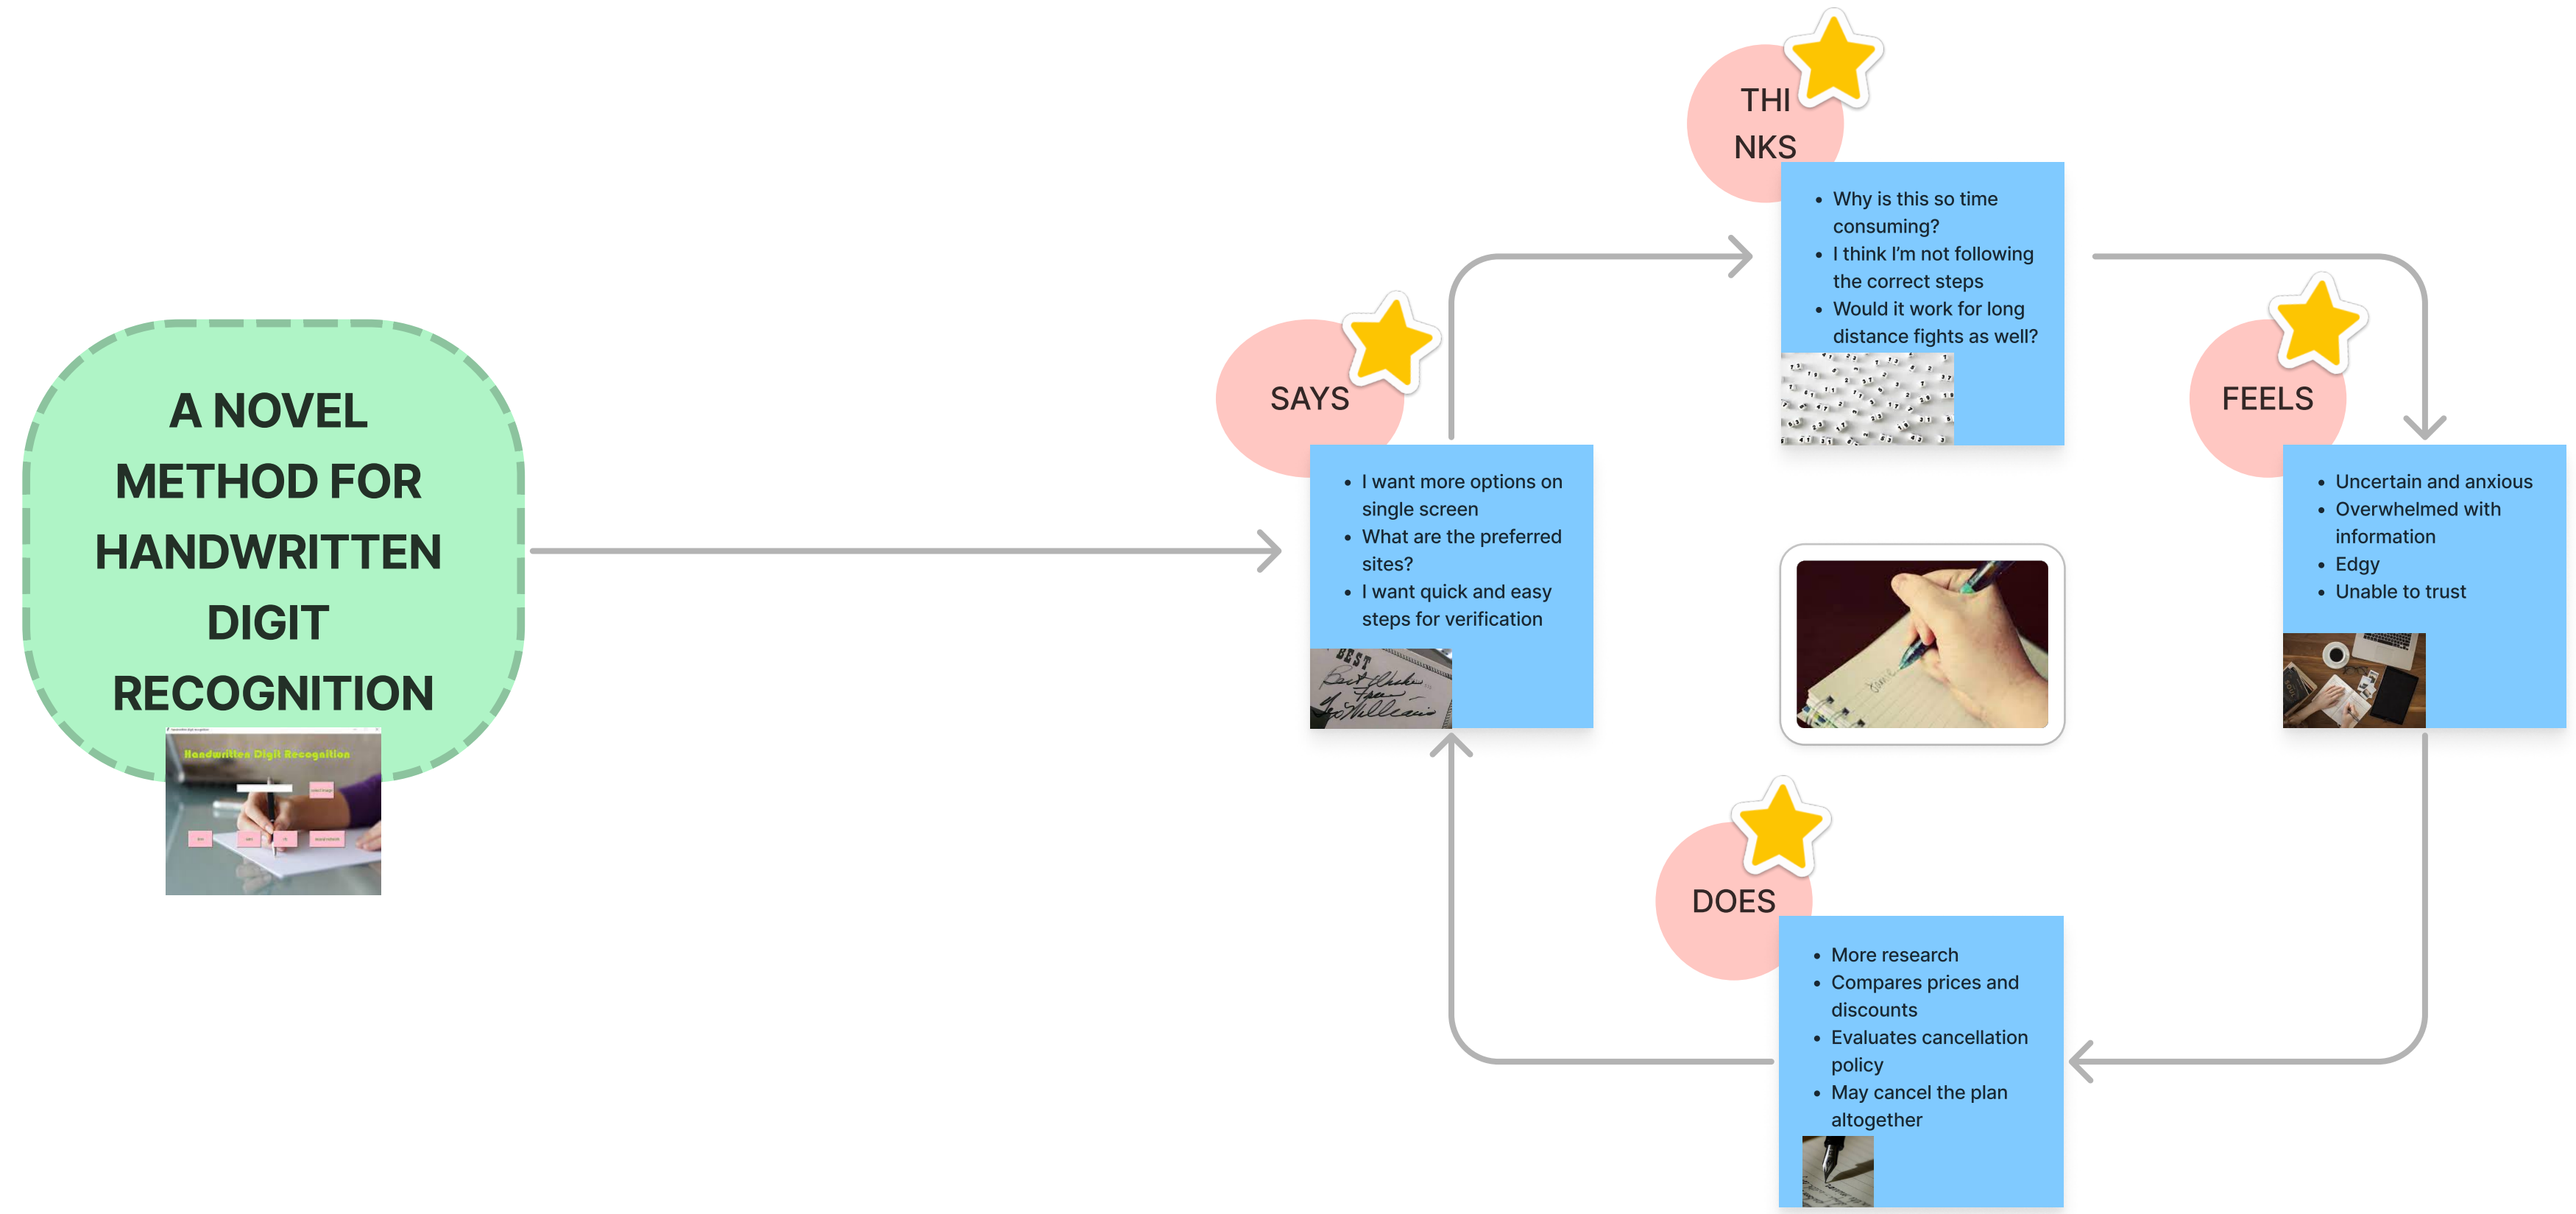 A NOVEL
METHOD FOR
HANDWRITTEN
DIGIT
RECOGNITION
Handwritten Digit Recognition
SAYS
I want more options on
single screen
What are the preferred
sites?
I want quick and easy
steps for verification
BEST
THI
NKS
Why is this so time
consuming?
I think I'm not following
the correct steps
Would it work for long
distance fights as well?
FEELS
Uncertain and anxious
Overwhelmed with
information
Edgy
Unable to trust
DOES
More research
Compares prices and
discounts
Evaluates cancellation
policy
May cancel the plan
altogether